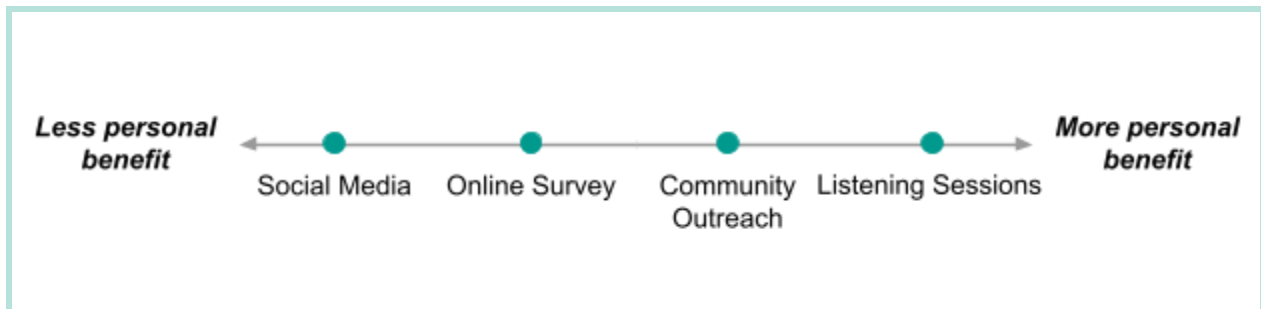 Less personal
benefit
Social Media
Online Survey
Community
Outreach
Listening Sessions
More personal
benefit